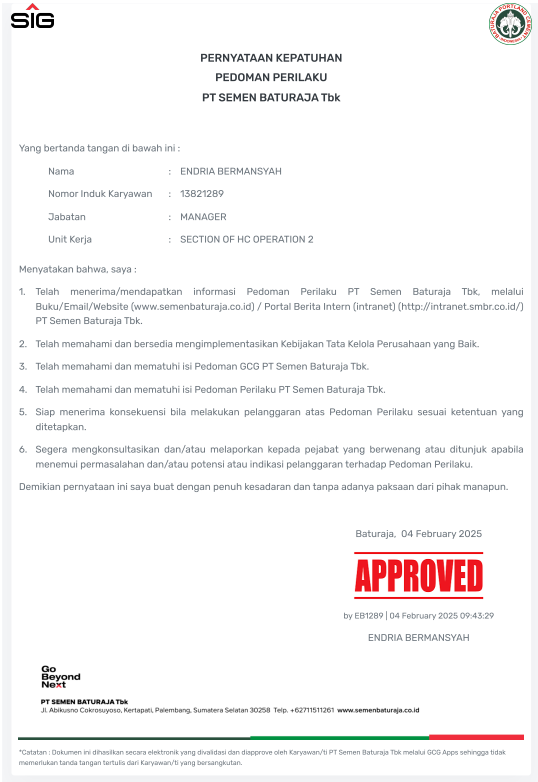 SIG
BATURAJA PORTLAND CEMENT
INDONESIA
PERNYATAAN KEPATUHAN
PEDOMAN PERILAKU
PT SEMEN BATURAJA Tbk
Yang bertanda tangan di bawah ini :
Nama : ENDRIA BERMANSYAH
Nomor Induk Karyawan : 13821289
Jabatan : MANAGER
Unit Kerja : SECTION OF HC OPERATION 2
Menyatakan bahwa, saya :
1. Telah menerima/mendapatkan informasi Pedoman Perilaku PT Semen Baturaja Tbk, melalui
Buku/Email/Website (www.semenbaturaja.co.id) / Portal Berita Intern (intranet) (http://intranet.smbr.co.id/)
PT Semen Baturaja Tbk.
2. Telah memahami dan bersedia mengimplementasikan Kebijakan Tata Kelola Perusahaan yang Baik.
3. Telah memahami dan mematuhi isi Pedoman GCG PT Semen Baturaja Tbk.
4. Telah memahami dan mematuhi isi Pedoman Perilaku PT Semen Baturaja Tbk.
5. Siap menerima konsekuensi bila melakukan pelanggaran atas Pedoman Perilaku sesuai ketentuan yang
ditetapkan.
6. Segera mengkonsultasikan dan/atau melaporkan kepada pejabat yang berwenang atau ditunjuk apabila
menemui permasalahan dan/atau potensi atau indikasi pelanggaran terhadap Pedoman Perilaku.
Demikian pernyataan ini saya buat dengan penuh kesadaran dan tanpa adanya paksaan dari pihak manapun.
Baturaja, 04 February 2025
APPROVED
by EB1289 | 04 February 2025 09:43:29
ENDRIA BERMANSYAH
Go
Beyond
Next
PT SEMEN BATURAJA Tbk
Jl. Abikusno Cokrosuyoso, Kertapati, Palembang, Sumatera Selatan 30258 Telp. +62711511261 www.semenbaturaja.co.id
*Catatan : Dokumen ini dihasilkan secara elektronik yang divalidasi dan diapprove oleh Karyawan/ti PT Semen Baturaja Tbk melalui GCG Apps sehingga tidak
memerlukan tanda tangan tertulis dari Karyawan/ti yang bersangkutan.